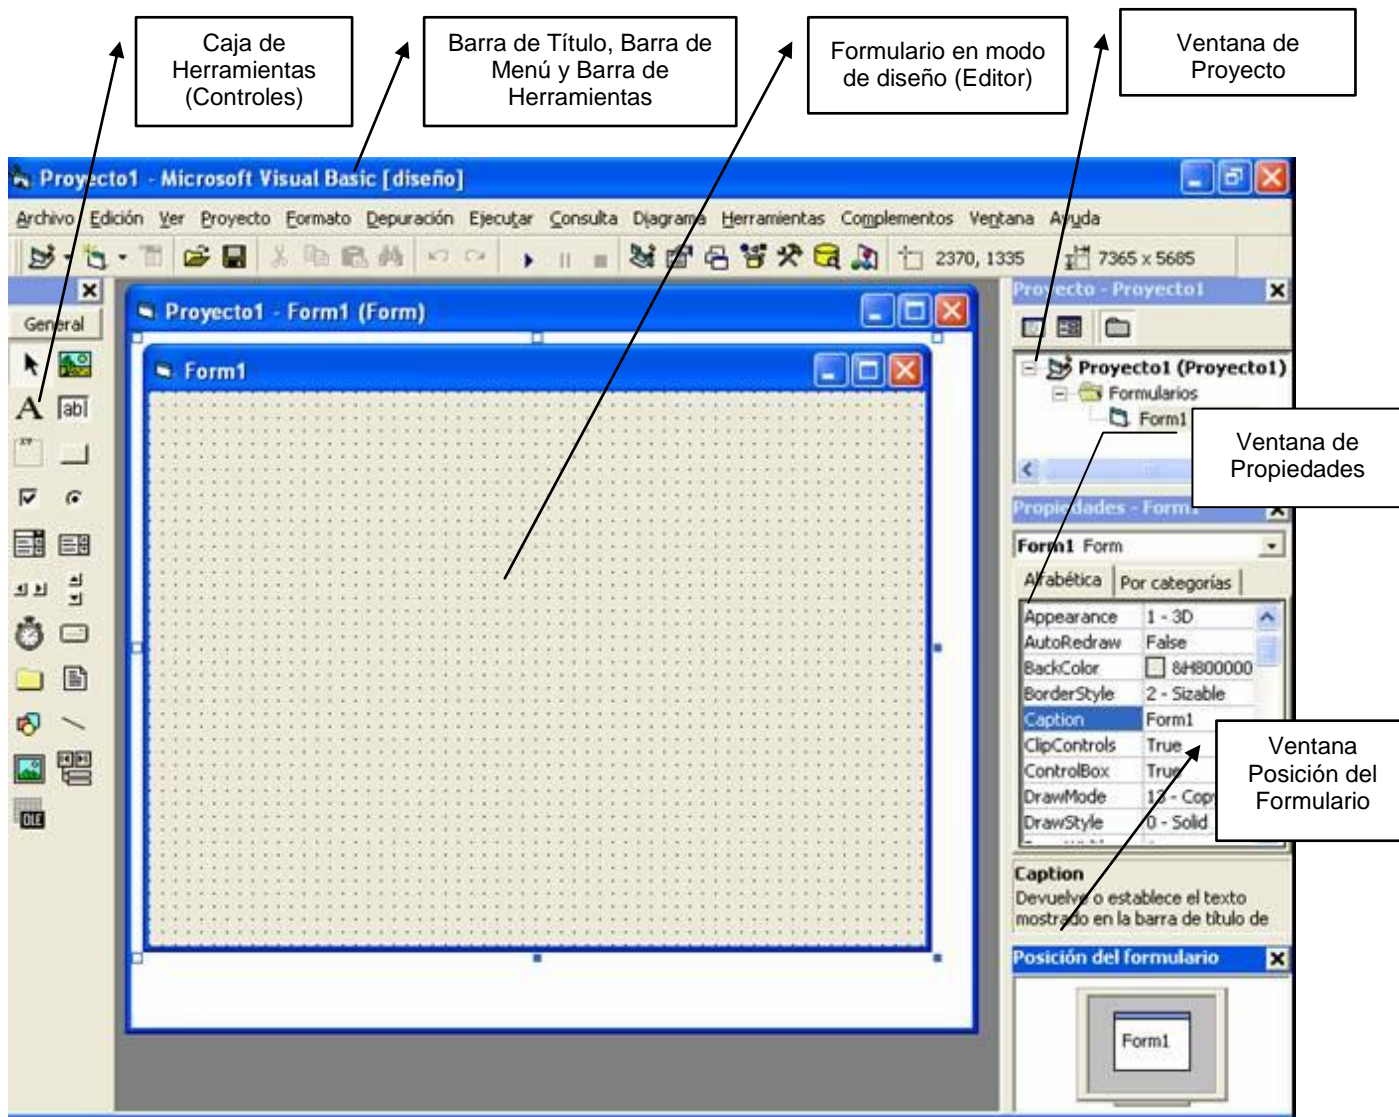 Caja de
Herramientas
(Controles)
Barra de Título, Barra de
Menú y Barra de
Herramientas
Formulario en modo
de diseño (Editor)
Ventana de
Proyecto
Proyecto1 - Microsoft Visual Basic [diseño]
Archivo Edición Ver Proyecto Formato Depuración Ejecutar Consulta Diagrama Herramientas Complementos Ventana Ayuda
2370, 1335 7365 x 5685
General
A ab|
XY
OLE
Proyecto1 - Form1 (Form)
Form1
Proyecto - Proyecto1
Proyecto1 (Proyecto1)
Formularios
Form1
Ventana de
Propiedades
Propiedades - Form1
Form1 Form
Alfabética Por categorías
Appearance 1 - 3D
AutoRedraw False
BackColor &H800000
BorderStyle 2 - Sizable
Caption Form1
ClipControls True
ControlBox True
DrawMode 13 - Cop
DrawStyle 0 - Solid
Ventana
Posición del
Formulario
Caption
Devuelve o establece el texto
mostrado en la barra de título de
Posición del formulario
Form1